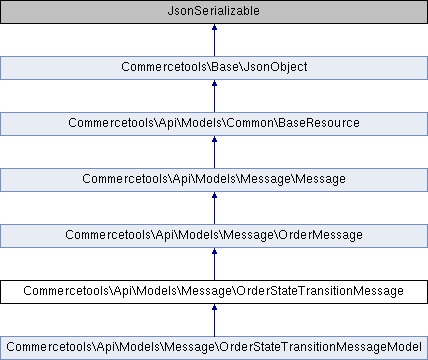 JsonSerializable
Commercetools\Base\JsonObject
Commercetools\Api\Models\Common\BaseResource
Commercetools\Api\Models\Message\Message
Commercetools\Api\Models\Message\OrderMessage
Commercetools\Api\Models\Message\OrderStateTransitionMessage
Commercetools\Api\Models\Message\OrderStateTransitionMessageModel